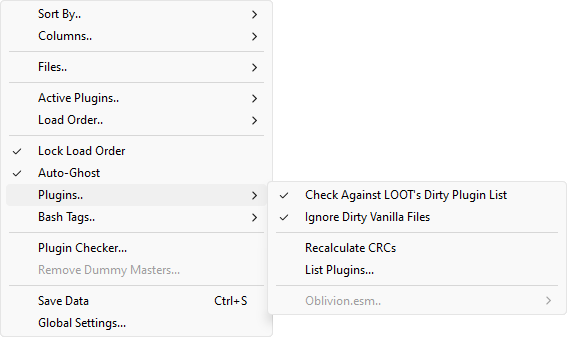 Sort By..
Columns..
Files..
Active Plugins..
Load Order..
Lock Load Order
Auto-Ghost
Plugins..
Bash Tags..
Plugin Checker...
Remove Dummy Masters...
Save Data Ctrl+S
Global Settings...
Check Against LOOT's Dirty Plugin List
Ignore Dirty Vanilla Files
Recalculate CRCs
List Plugins...
Oblivion.esm..